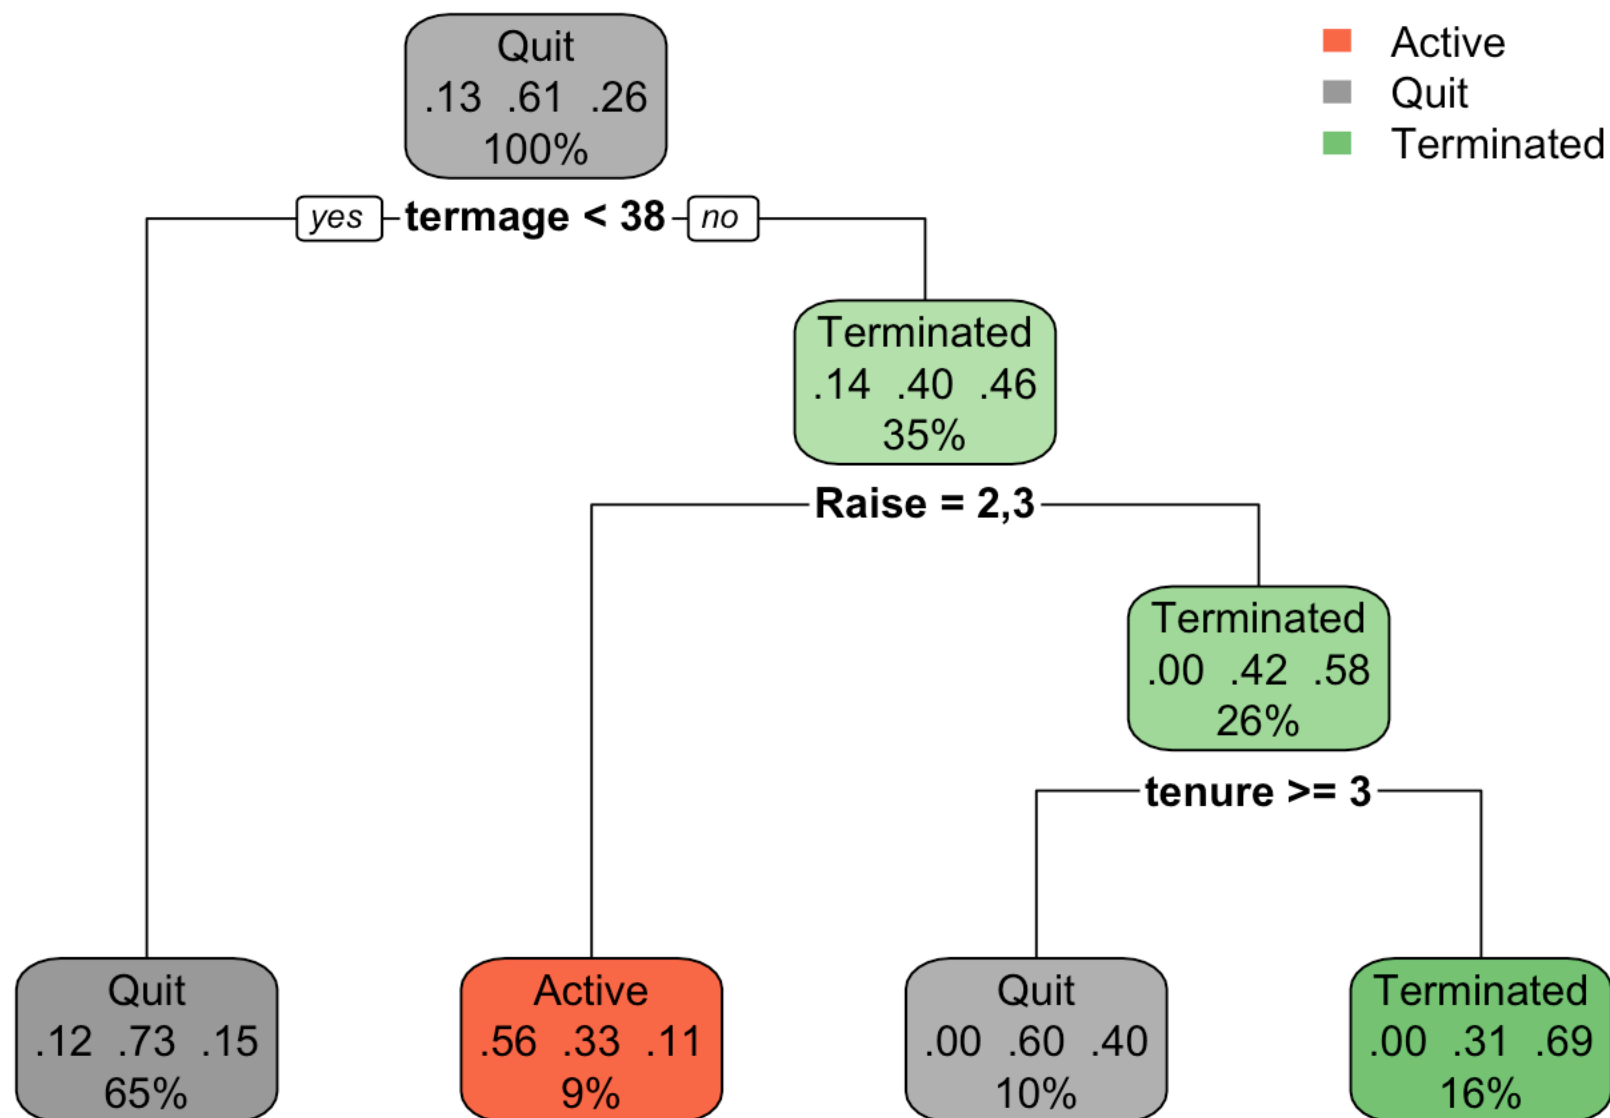 Quit
.13 .61 .26
100%
Active
Quit
Terminated
yes termage < 38 no
Terminated
.14 .40 .46
35%
Raise = 2,3
Terminated
.00 .42 .58
26%
tenure >= 3
Quit
.12 .73 .15
65%
Active
.56 .33 .11
9%
Quit
.00 .60 .40
10%
Terminated
.00 .31 .69
16%